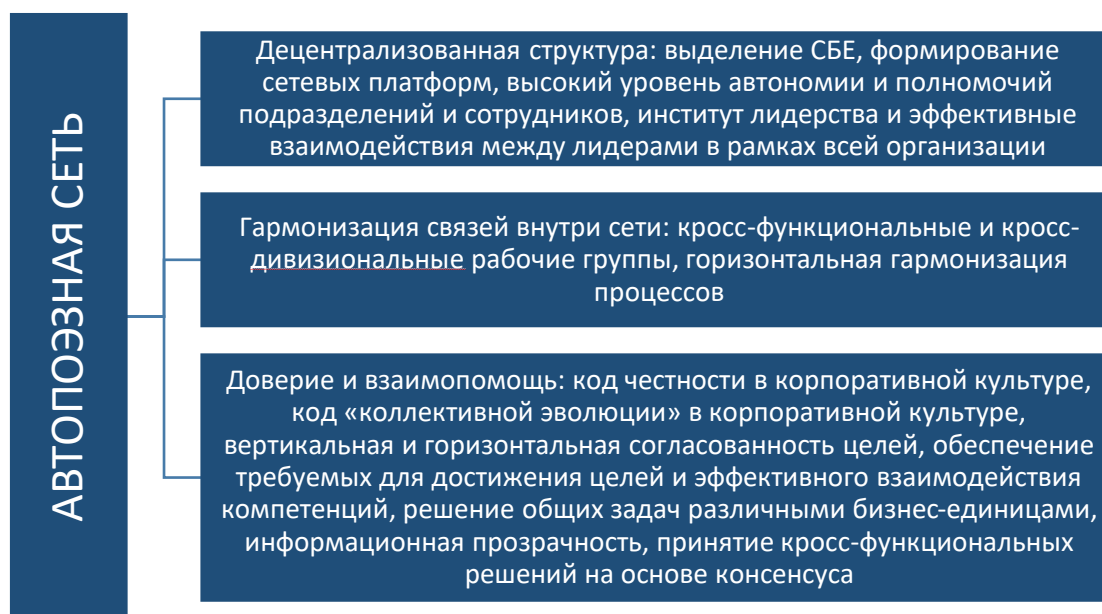 АВТОПОЭЗНАЯ СЕТЬ
Децентрализованная структура: выделение СБЕ, формирование
сетевых платформ, высокий уровень автономии и полномочий
подразделений и сотрудников, институт лидерства и эффективные
взаимодействия между лидерами в рамках всей организации
Гармонизация связей внутри сети: кросс-функциональные и кросс-
дивизиональные рабочие группы, горизонтальная гармонизация
процессов
Доверие и взаимопомощь: код честности в корпоративной культуре,
код «коллективной эволюции» в корпоративной культуре,
вертикальная и горизонтальная согласованность целей, обеспечение
требуемых для достижения целей и эффективного взаимодействия
компетенций, решение общих задач различными бизнес-единицами,
информационная прозрачность, принятие кросс-функциональных
решений на основе консенсуса